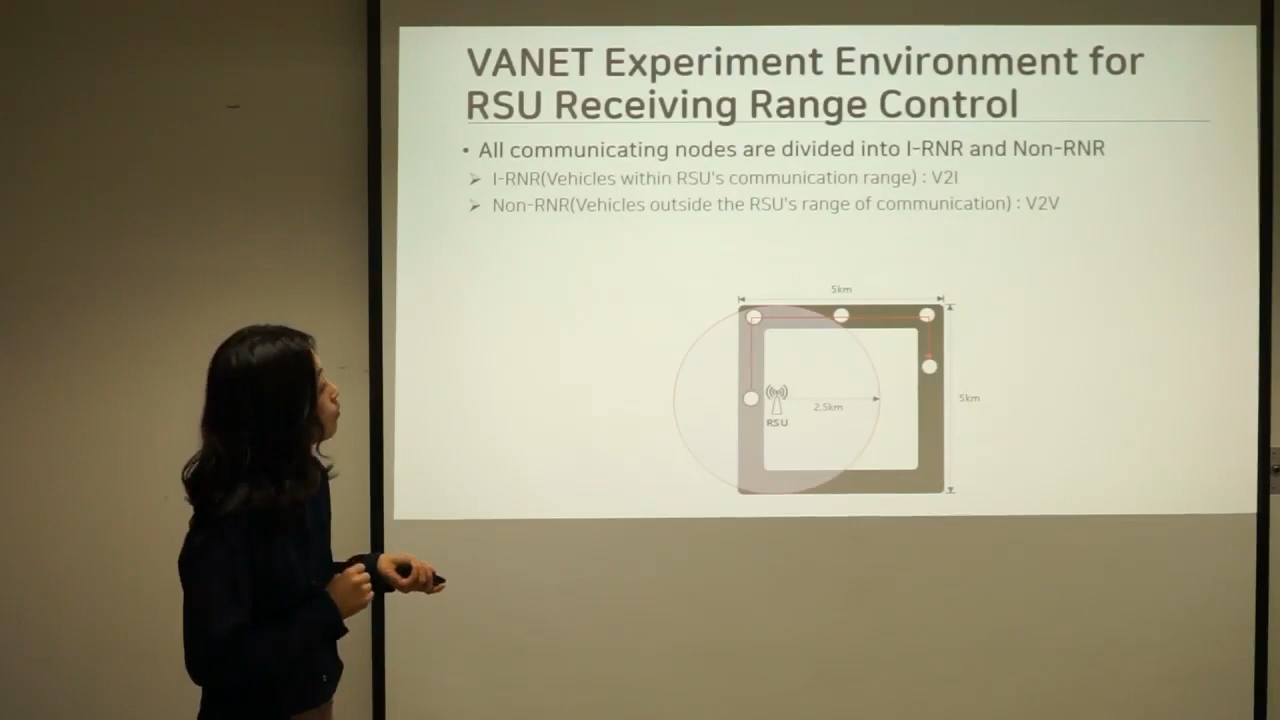 VANET Experiment Environment for
RSU Receiving Range Control
• All communicating nodes are divided into I-RNR and Non-RNR
➢ I-RNR(Vehicles within RSU's communication range) : V2I
➢ Non-RNR(Vehicles outside the RSU's range of communication) : V2V
5km
5km
2.5km
RSU